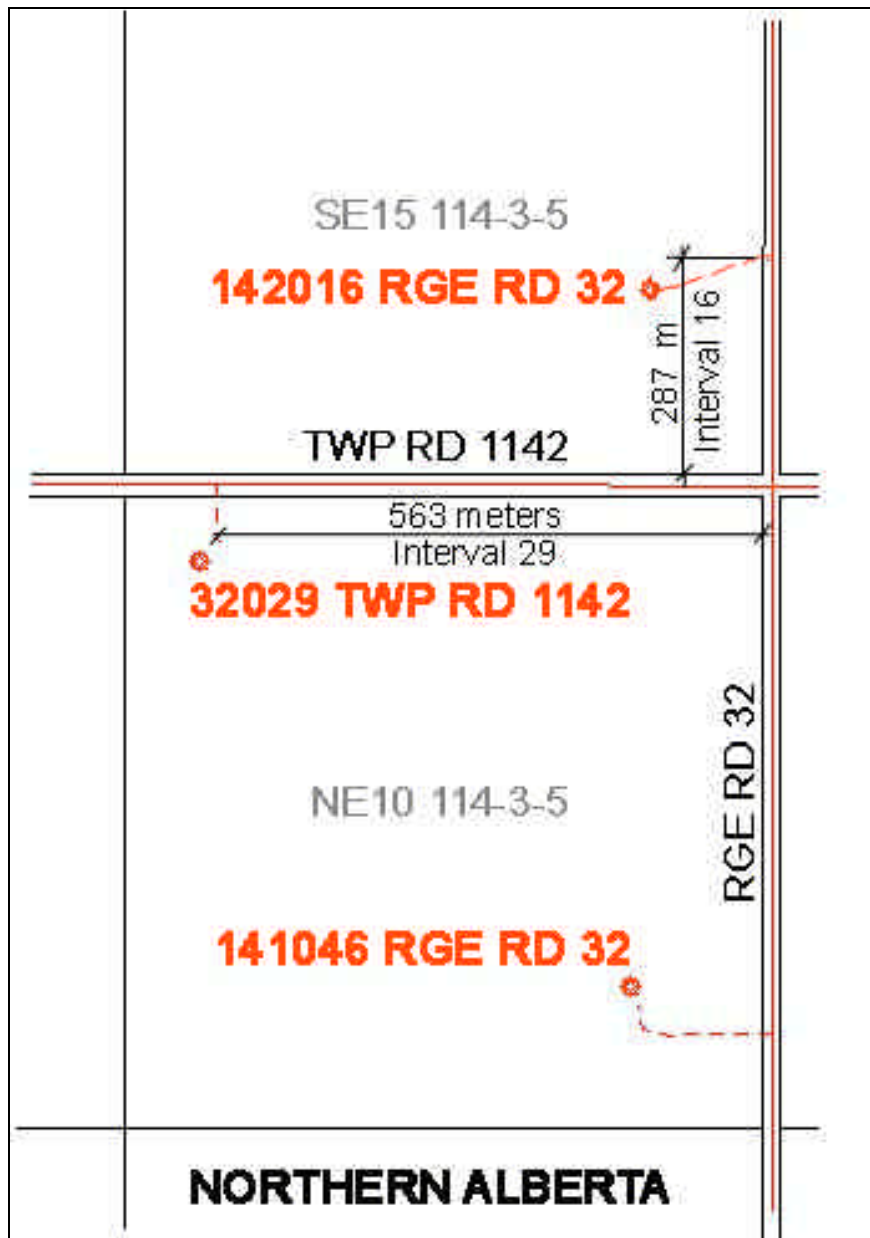 SE15 114-3-5
142016 RGE RD 32
287 m
Interval 16
TWP RD 1142
563 meters
Interval 29
32029 TWP RD 1142
RGE RD 32
NE10 114-3-5
141046 RGE RD 32
NORTHERN ALBERTA